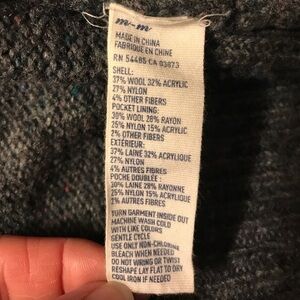 m-m
MADE IN CHINA
FABRIQUÉ EN CHINE
RN 54485 CA 03873
SHELL:
37% WOOL 32% ACRYLIC
27% NYLON
4% OTHER FIBERS
POCKET LINING:
30% WOOL 28% RAYON
25% NYLON 15% ACRYLIC
2% OTHER FIBERS
EXTÉRIEUR:
37% LAINE 32% ACRYLIQUE
27% NYLON
4% AUTRES FIBRES
POCHE DOUBLÉE :
30% LAINE 28% RAYONNE
25% NYLON 15% ACRYLIQUE
2% AUTRES FIBRES
TURN GARMENT INSIDE OUT
MACHINE WASH COLD
WITH LIKE COLORS
GENTLE CYCLE
USE ONLY NON-CHLORINE
BLEACH WHEN NEEDED
DO NOT WRING OR TWIST
RESHAPE LAY FLAT TO DRY
COOL IRON IF NEEDED